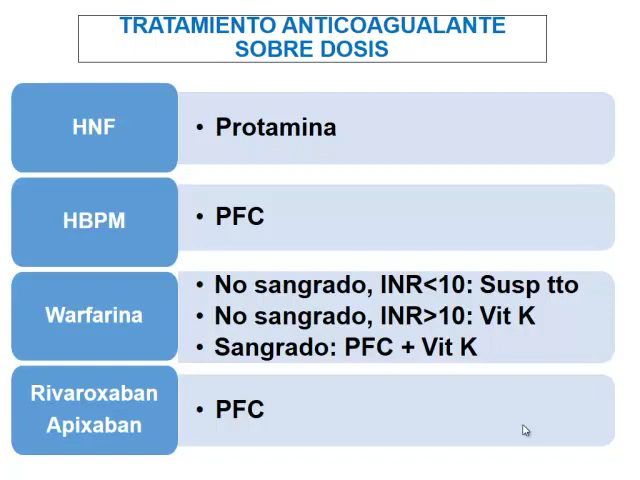 TRATAMIENTO ANTICOAGUALANTE
SOBRE DOSIS
HNF
• Protamina
HBPM
• PFC
Warfarina
• No sangrado, INR<10: Susp tto
• No sangrado, INR>10: Vit K
• Sangrado: PFC + Vit K
Rivaroxaban
Apixaban
• PFC